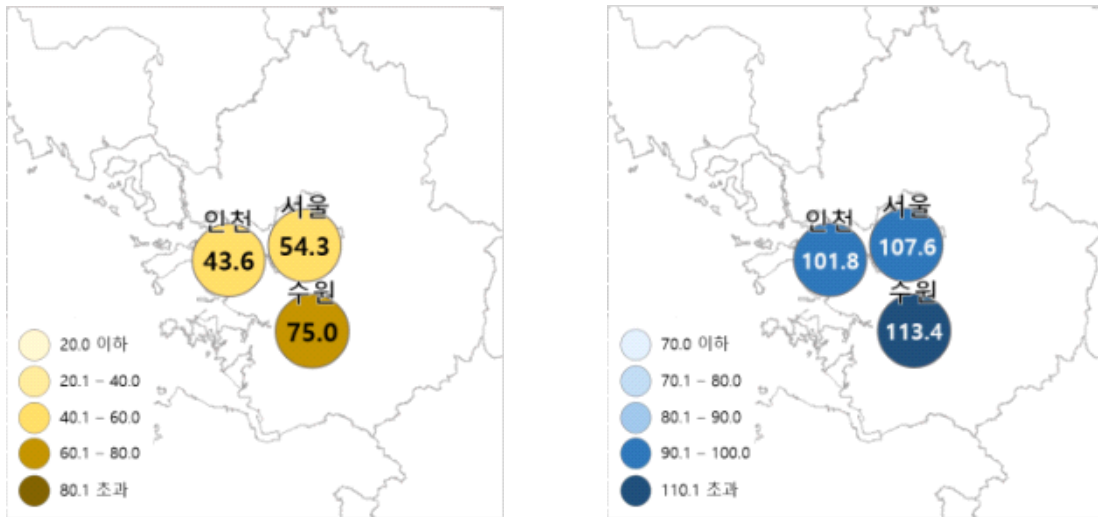 인천
서울
43.6
54.3
수원
75.0
20.0 이하
20.1 – 40.0
40.1 – 60.0
60.1 – 80.0
80.1 초과
인천
서울
101.8
107.6
수원
113.4
70.0 이하
70.1 – 80.0
80.1 – 90.0
90.1 – 100.0
110.1 초과